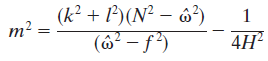 m² = (k² + l²)(N² − ω̂²) / (ω̂² − f²) − 1 / 4H²